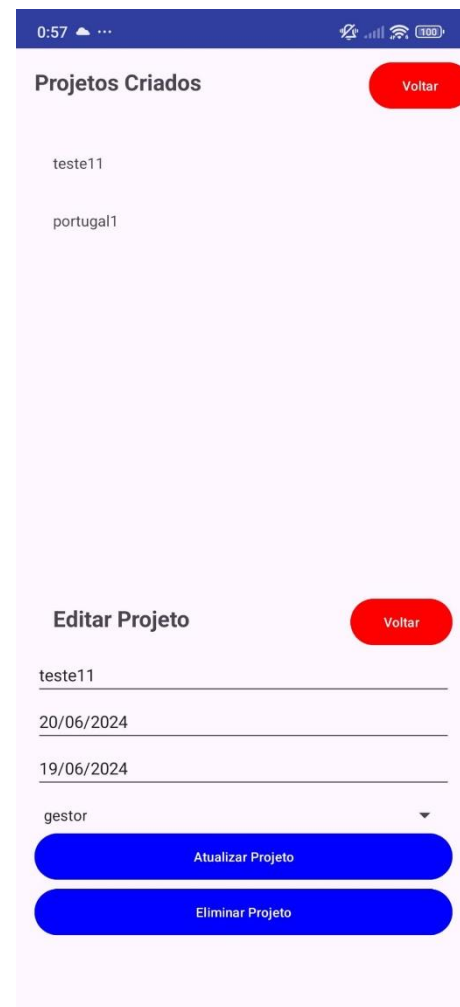 0:57 ...
100
Projetos Criados
Voltar
teste11
portugal1
Editar Projeto
Voltar
teste11
20/06/2024
19/06/2024
gestor
Atualizar Projeto
Eliminar Projeto